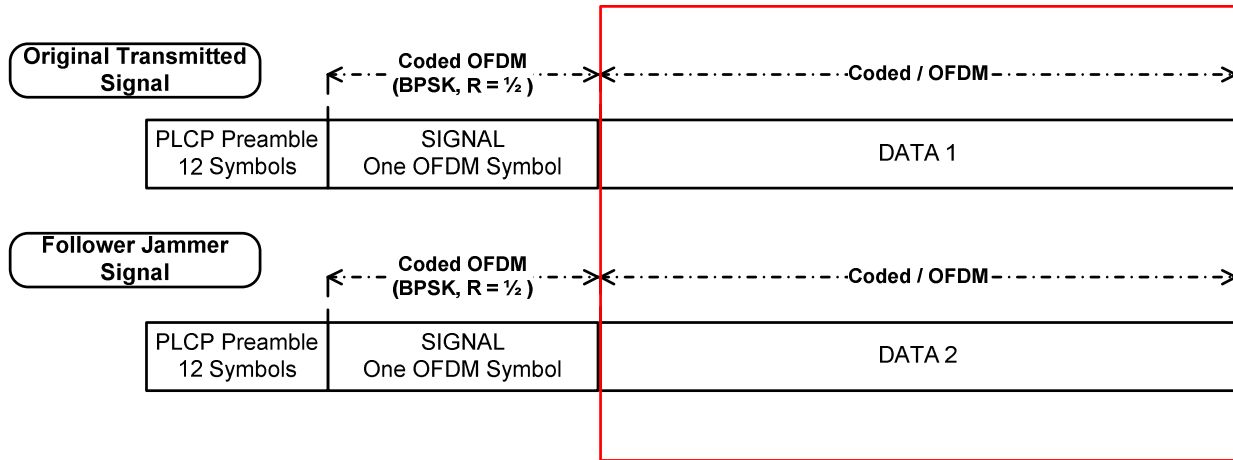 Original Transmitted
Signal
Coded OFDM
(BPSK, R = ½ )
Coded / OFDM
PLCP Preamble
12 Symbols
SIGNAL
One OFDM Symbol
DATA 1
Follower Jammer
Signal
Coded OFDM
(BPSK, R = ½ )
Coded / OFDM
PLCP Preamble
12 Symbols
SIGNAL
One OFDM Symbol
DATA 2